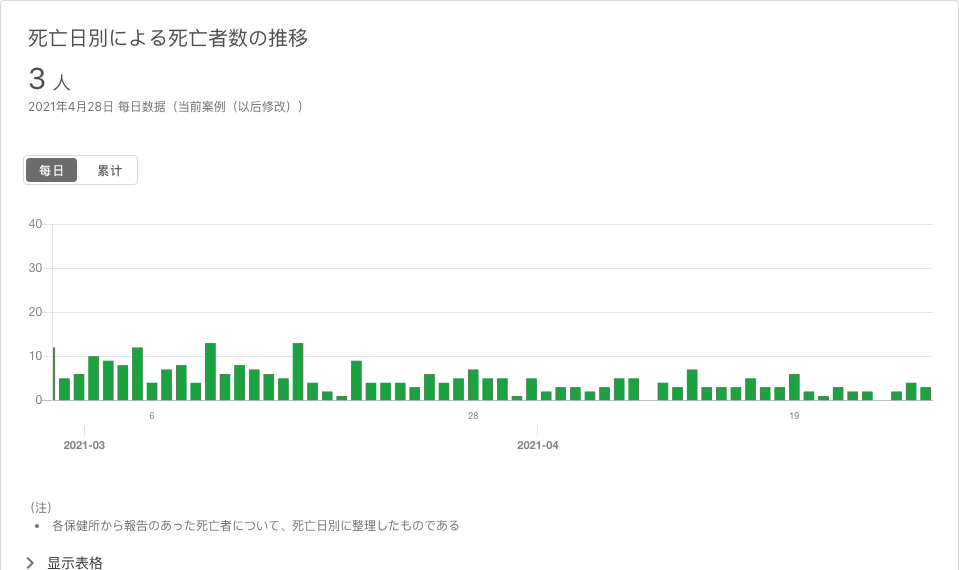 死亡日別による死亡者数の推移
3 人
2021年4月28日 每日数据（当前案例（以后修改））
每日 累计
40
30
20
10
0
6 28 19
2021-03 2021-04
（注）
• 各保健所から報告のあった死亡者について、死亡日別に整理したものである
显示表格